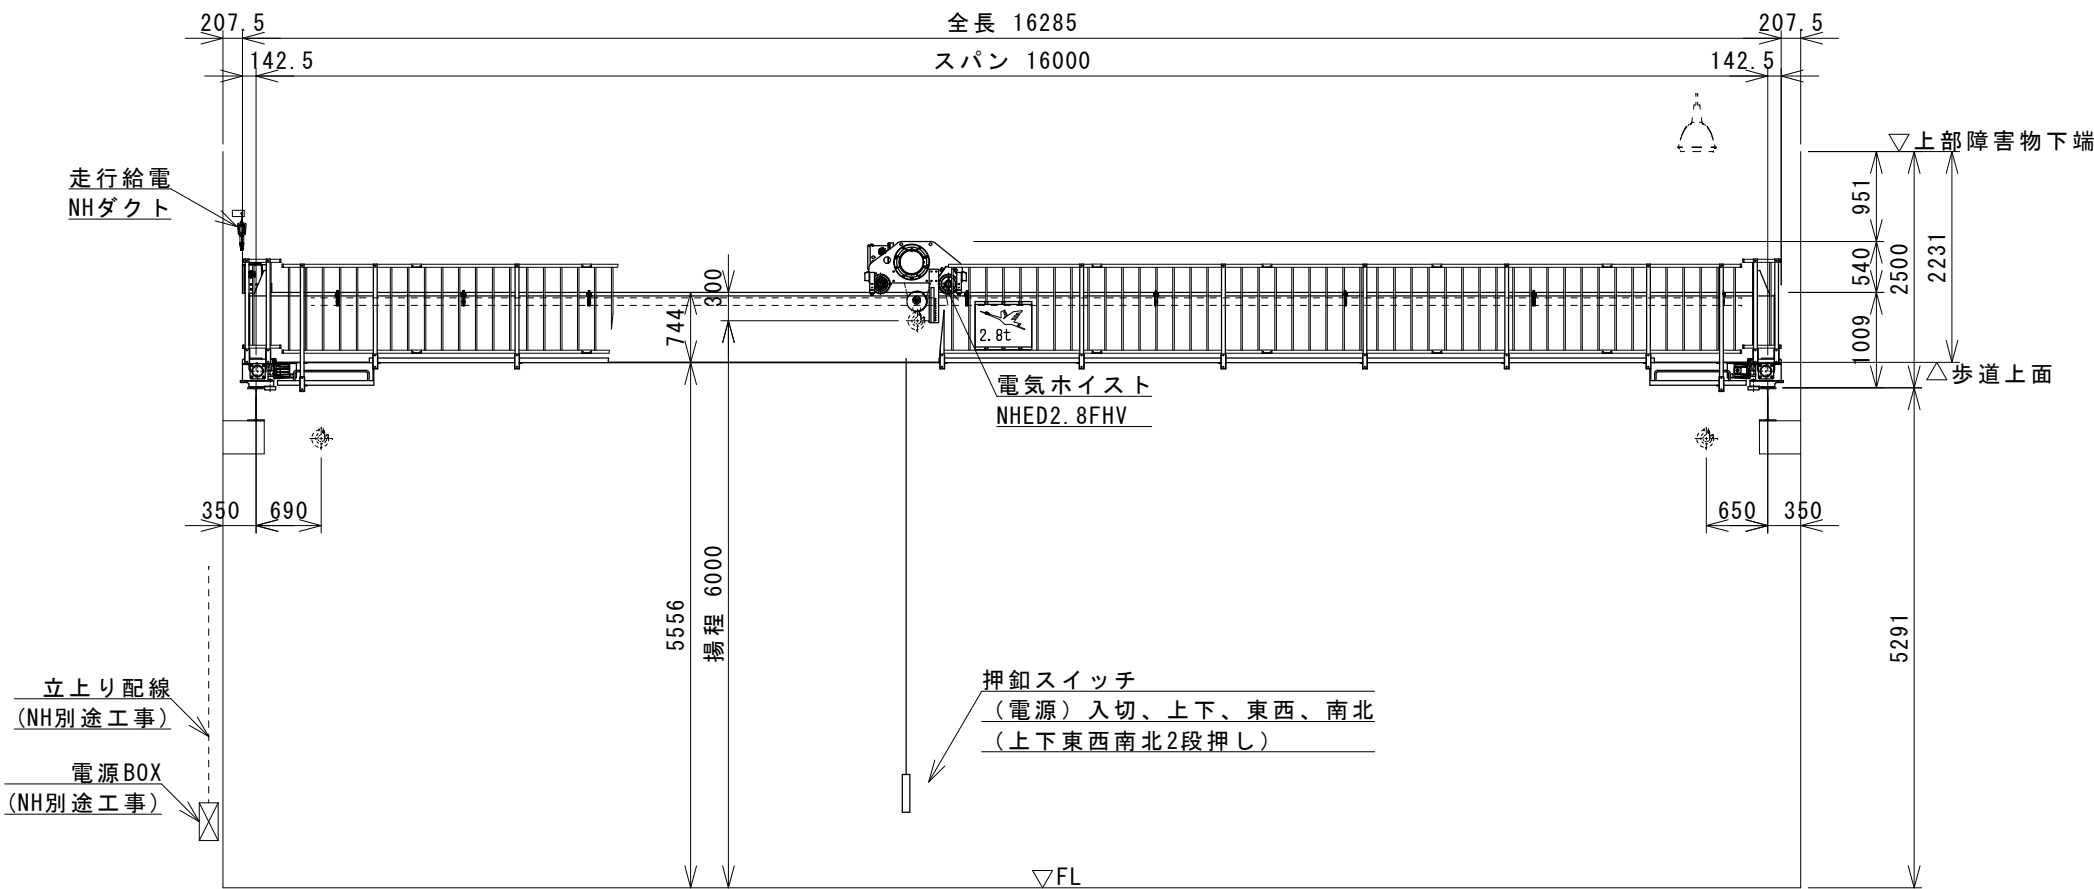 207.5
全長 16285
207.5
142.5
スパン 16000
142.5
上部障害物下端
走行給電
NHダクト
951
540
2500
2231
300
744
2.8t
1009
歩道上面
電気ホイスト
NHED2.8FHV
350
690
650
350
5556
揚程 6000
5291
立上り配線
(NH別途工事)
押釦スイッチ
(電源)入切、上下、東西、南北
(上下東西南北2段押し)
電源BOX
(NH別途工事)
FL